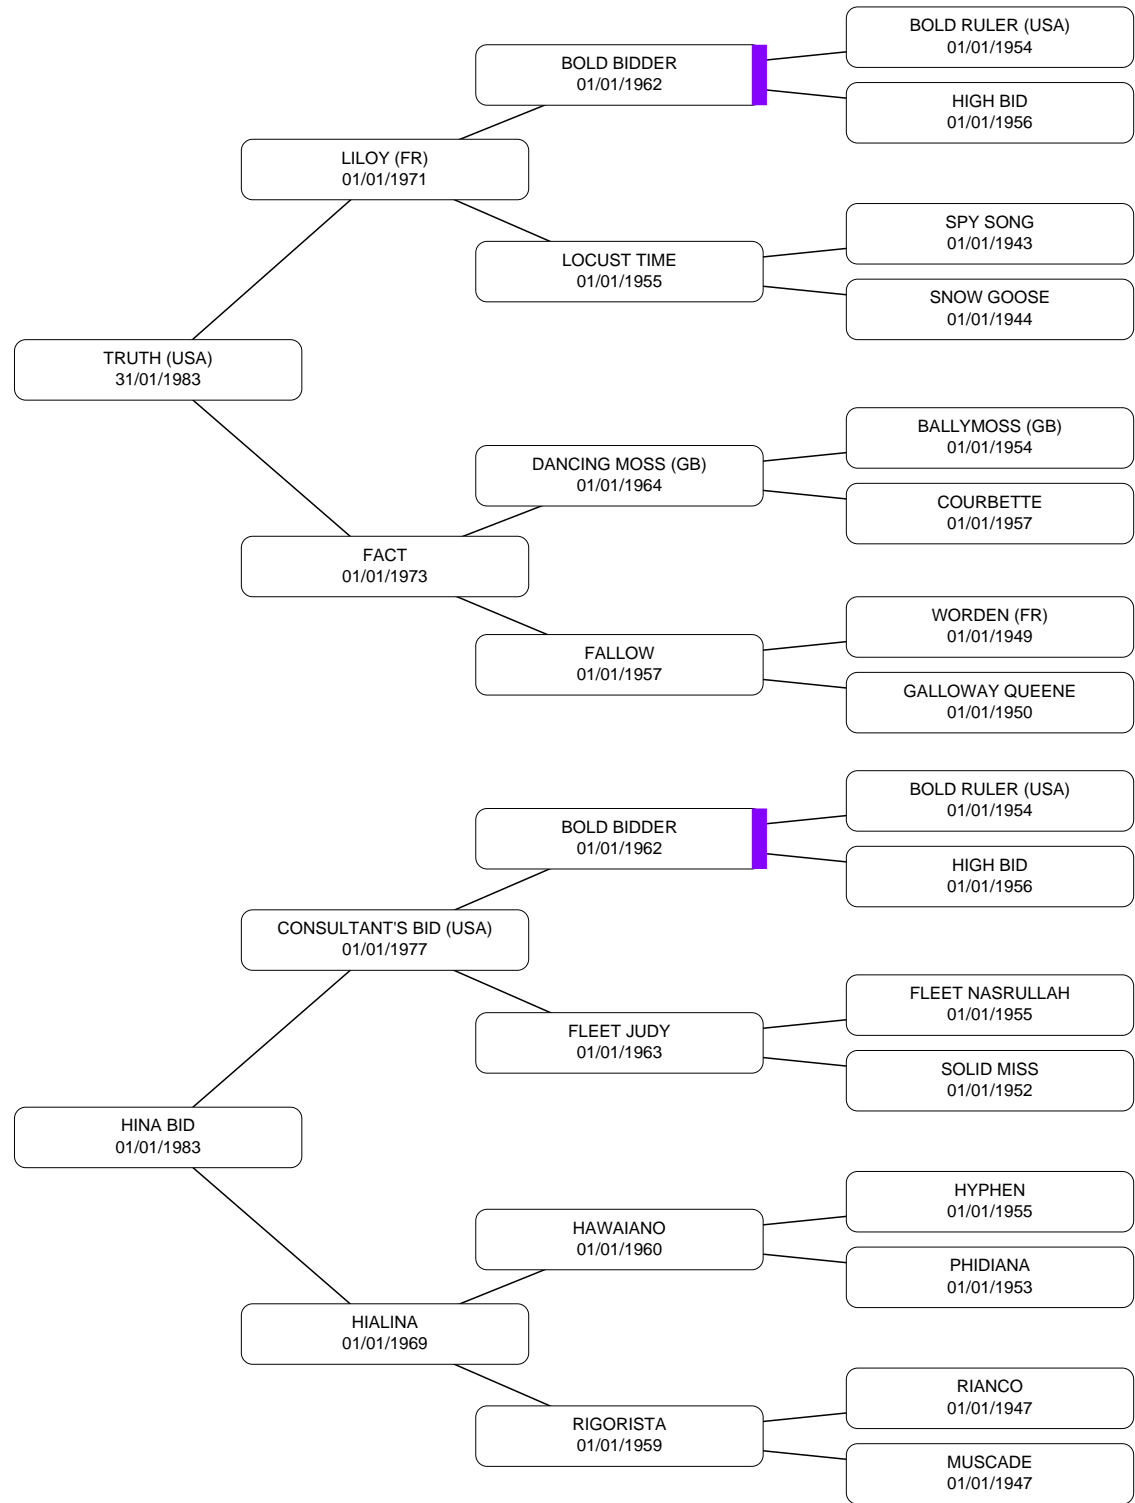 BOLD RULER (USA)
01/01/1954
BOLD BIDDER
01/01/1962
HIGH BID
01/01/1956
LILOY (FR)
01/01/1971
SPY SONG
01/01/1943
LOCUST TIME
01/01/1955
SNOW GOOSE
01/01/1944
TRUTH (USA)
31/01/1983
BALLYMOSS (GB)
01/01/1954
DANCING MOSS (GB)
01/01/1964
COURBETTE
01/01/1957
FACT
01/01/1973
WORDEN (FR)
01/01/1949
FALLOW
01/01/1957
GALLOWAY QUEENE
01/01/1950
BOLD RULER (USA)
01/01/1954
BOLD BIDDER
01/01/1962
HIGH BID
01/01/1956
CONSULTANT'S BID (USA)
01/01/1977
FLEET NASRULLAH
01/01/1955
FLEET JUDY
01/01/1963
SOLID MISS
01/01/1952
HINA BID
01/01/1983
HYPHEN
01/01/1955
HAWAIANO
01/01/1960
PHIDIANA
01/01/1953
HIALINA
01/01/1969
RIANCO
01/01/1947
RIGORISTA
01/01/1959
MUSCADE
01/01/1947